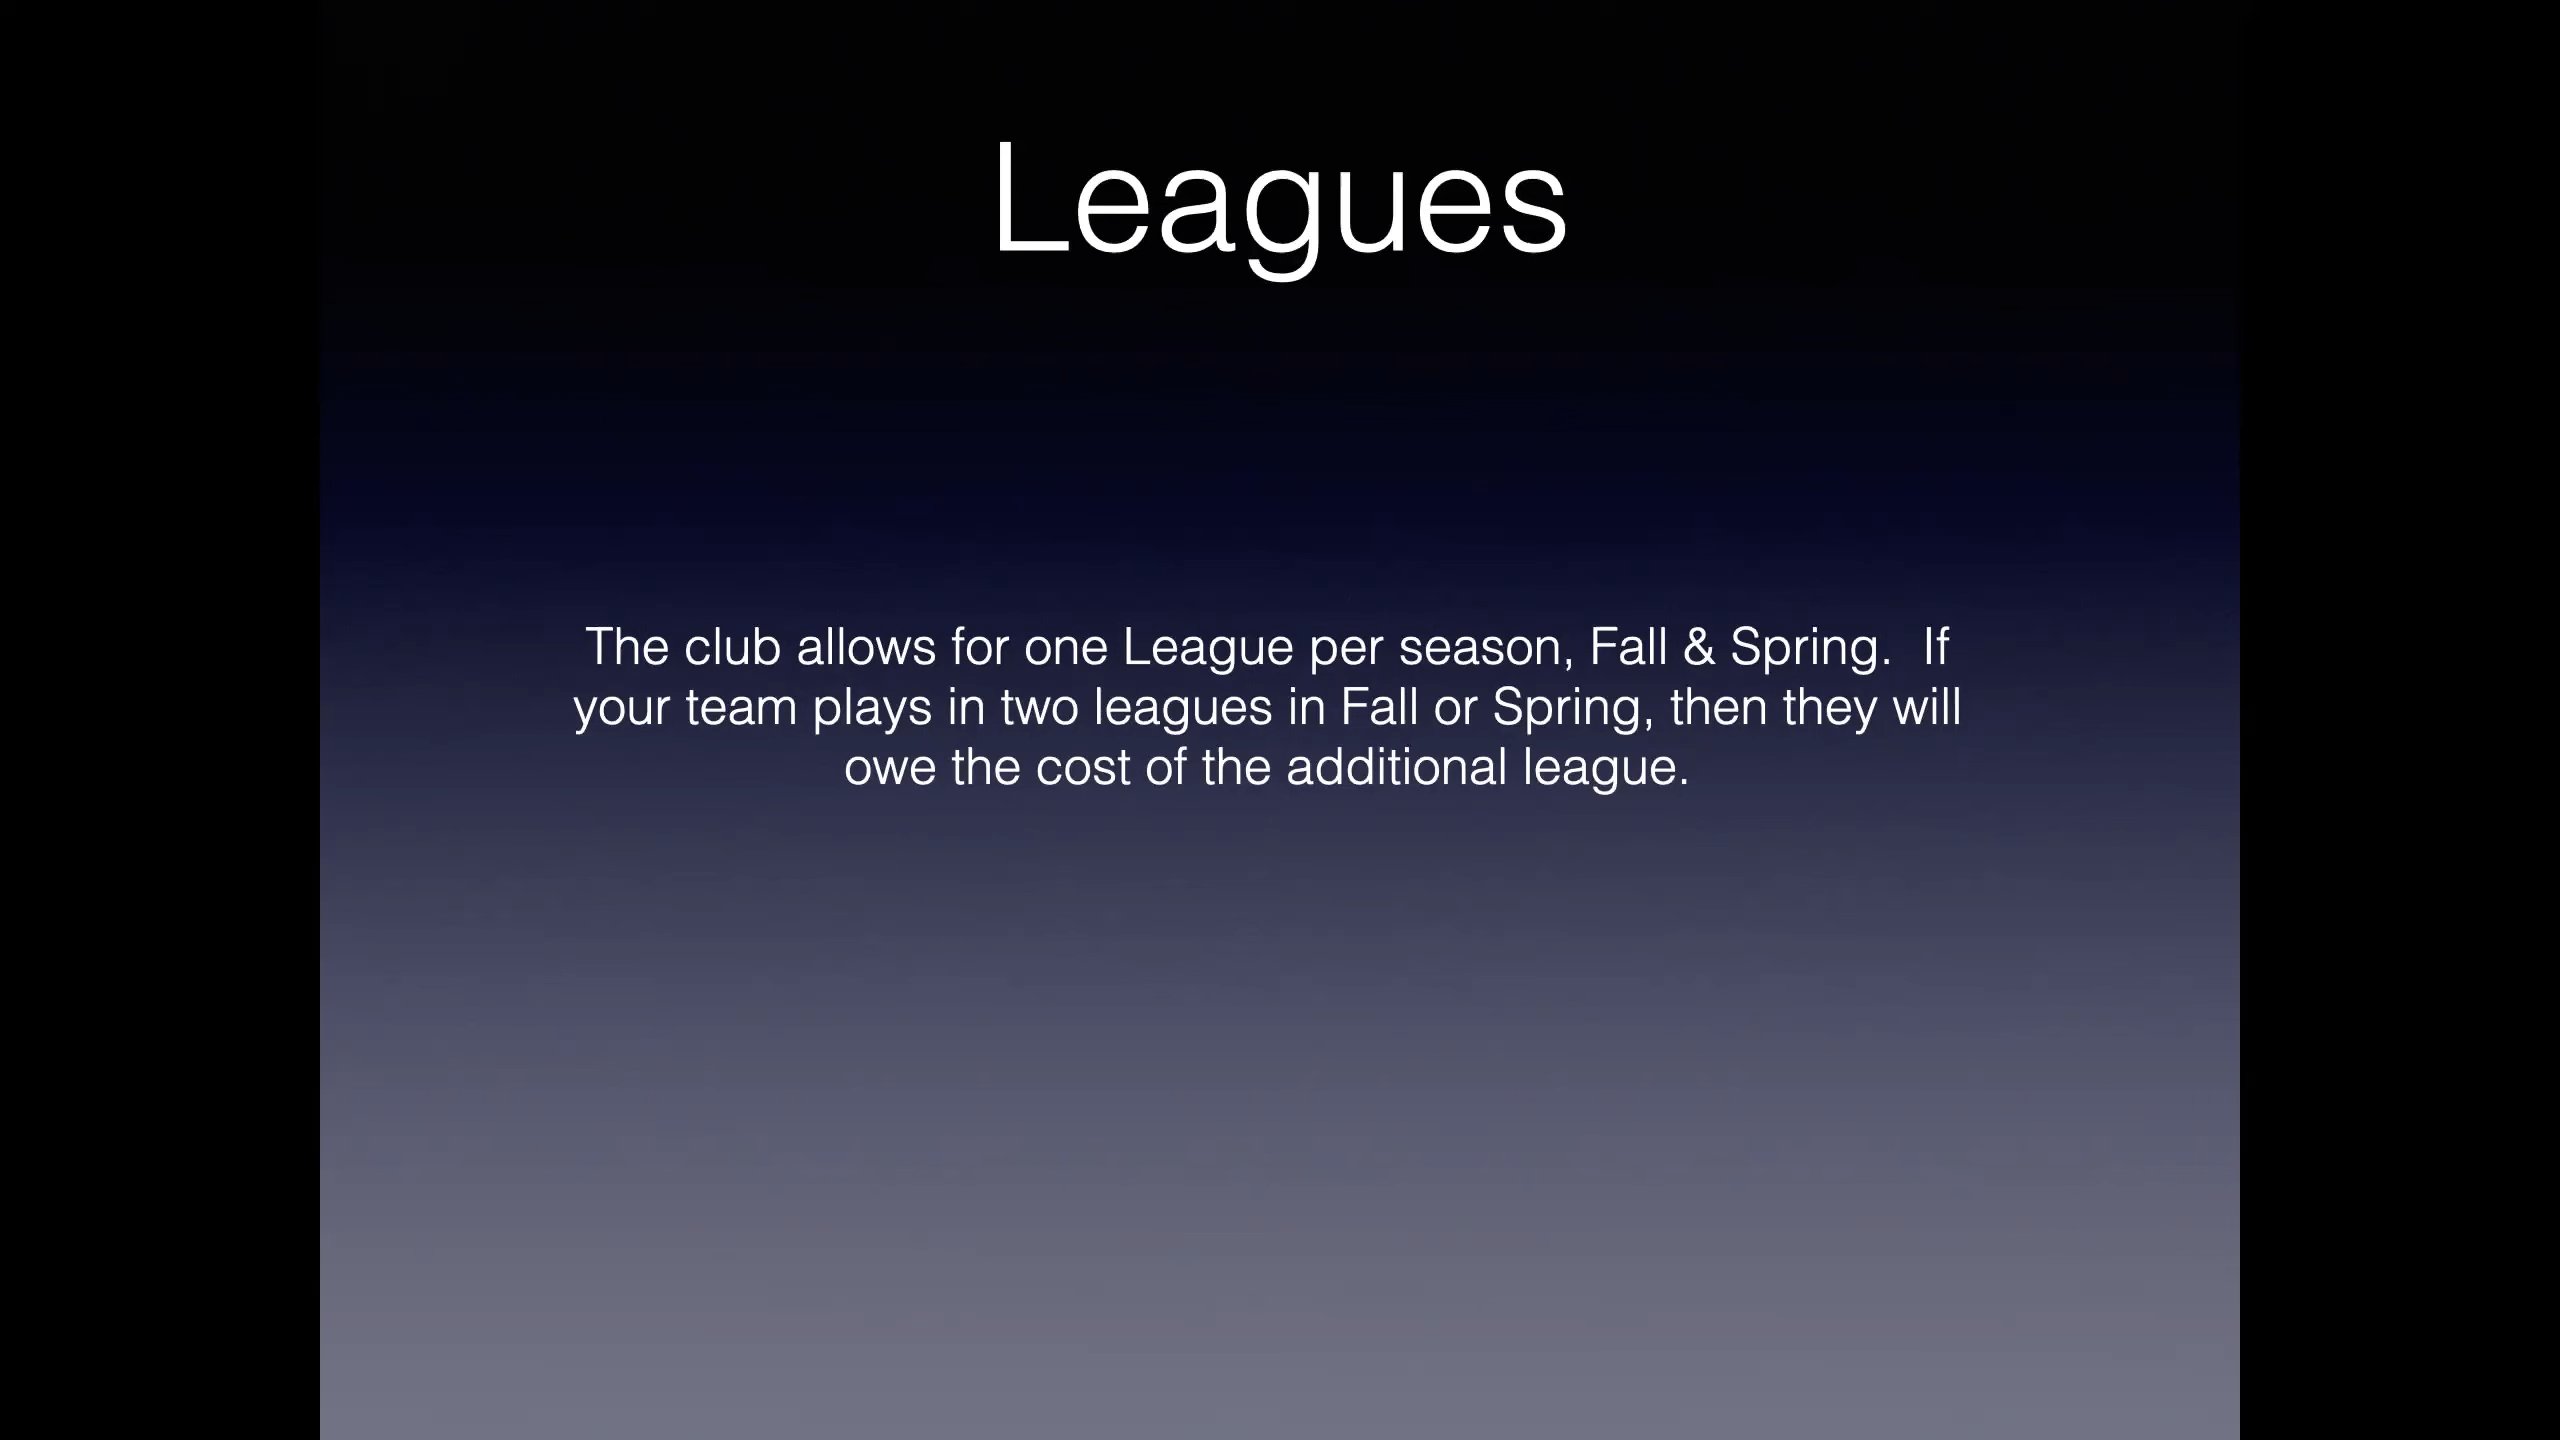 Leagues
The club allows for one League per season, Fall & Spring.  If
your team plays in two leagues in Fall or Spring, then they will
owe the cost of the additional league.